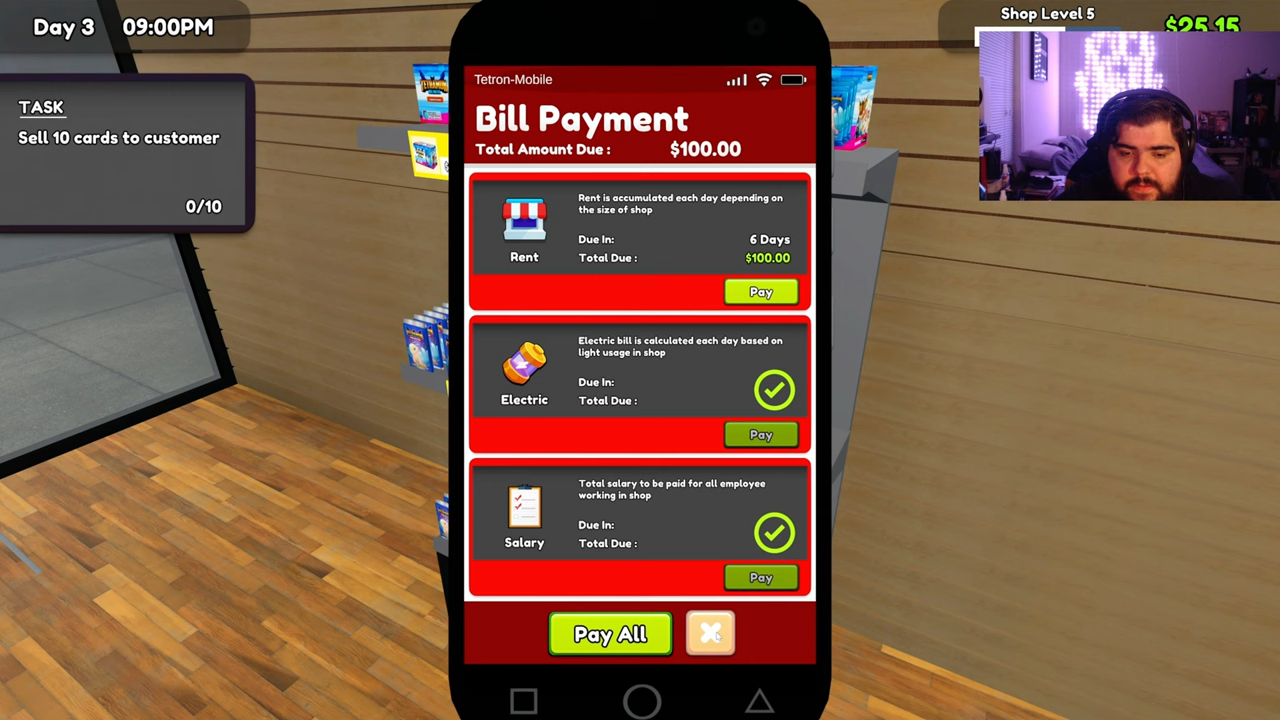 Day 3 09:00PM
Shop Level 5
$25.15
TASK
Sell 10 cards to customer
0/10
Tetron-Mobile
Bill Payment
Total Amount Due : $100.00
Rent is accumulated each day depending on
the size of shop
Due In: 6 Days
Total Due : $100.00
Rent
Pay
Electric bill is calculated each day based on
light usage in shop
Due In:
Total Due :
Electric
Pay
Total salary to be paid for all employee
working in shop
Due In:
Total Due :
Salary
Pay
Pay All